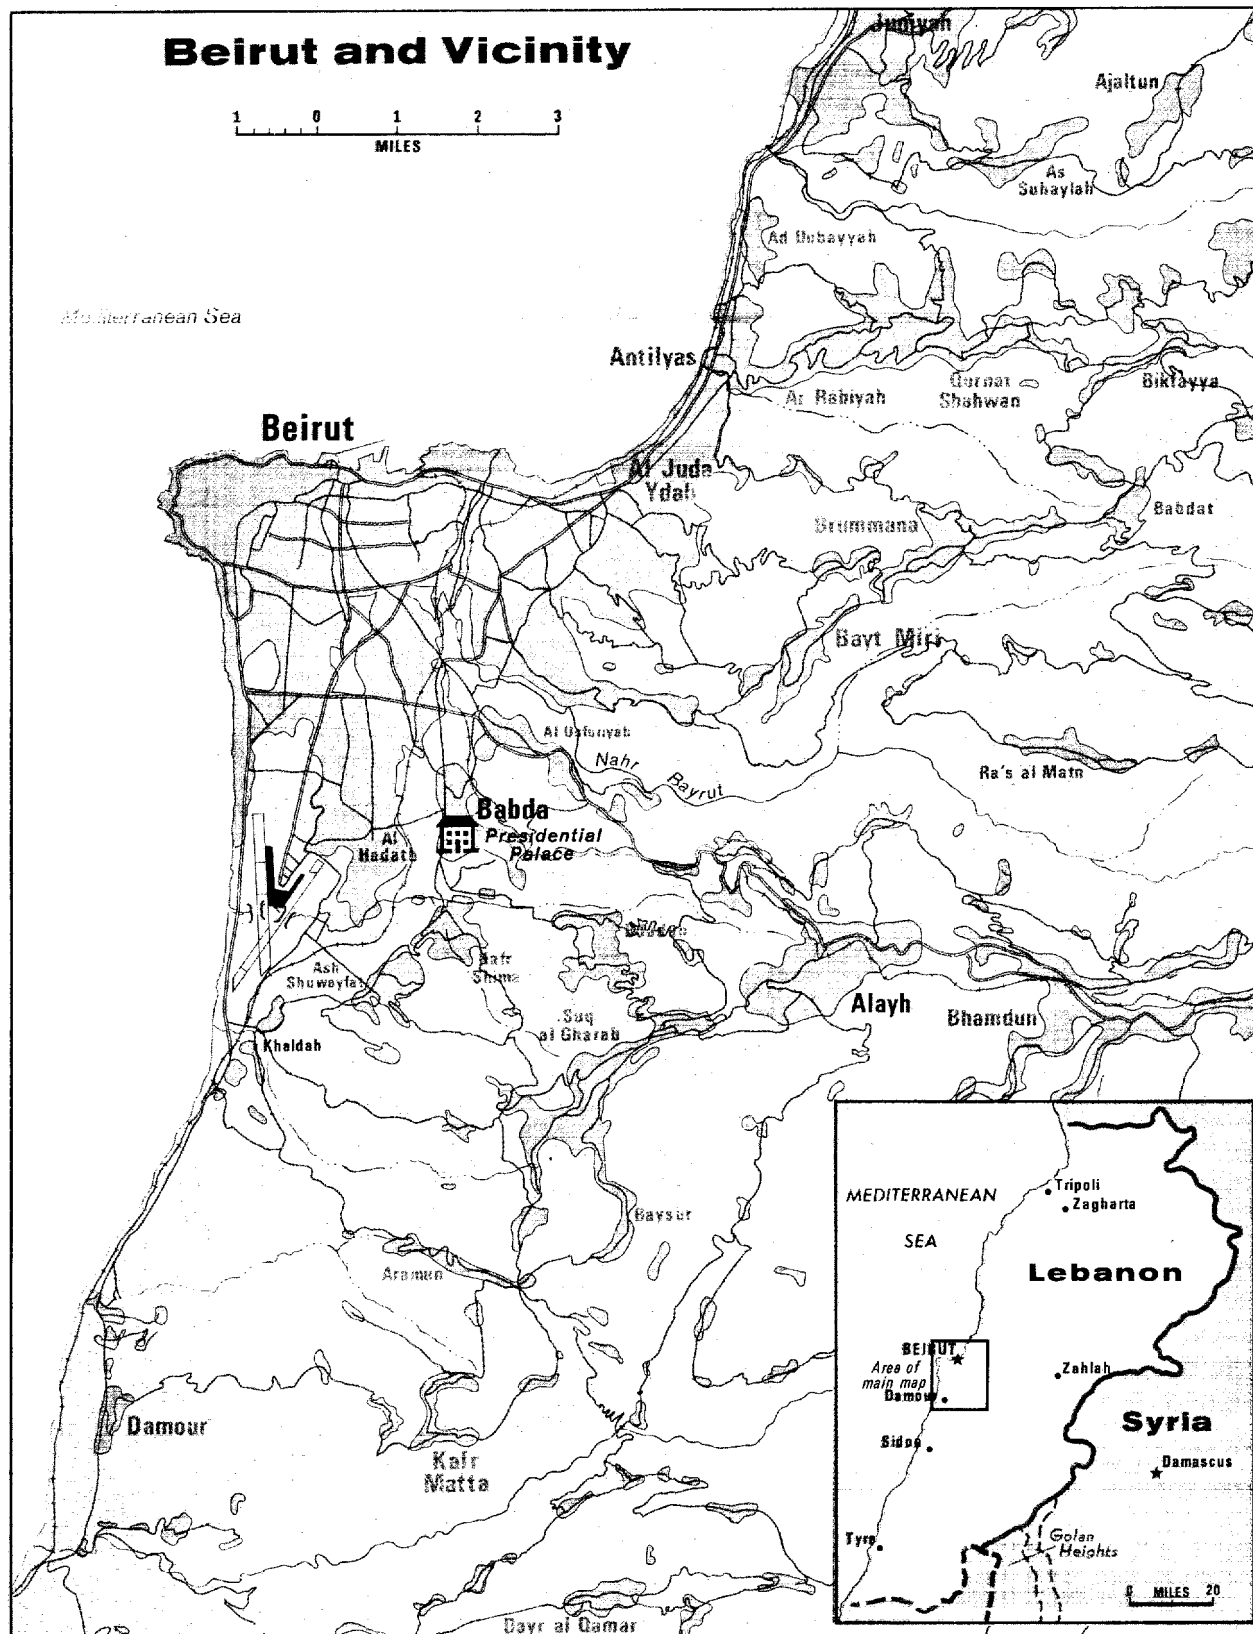 Beirut and Vicinity
1 0 1 2 3
MILES
Juniyah
Ajaltun
As
Suhaylah
Ad Dubayyah
Mediterranean Sea
Antilyas
Ar Rabiyah
Qurnat
Shahwan
Bikfayya
Beirut
Al Juda
Ydah
Brummana
Babdat
Bayt Miri
Nahr Bayrut
Ra's al Matn
Babda
Presidential
Palace
Al
Hadath
Ash
Shuwayfat
Kafr
Shima
Suq
al Gharab
Alayh
Bhamdun
Khaldah
Baysur
Aramun
Damour
Kafr
Matta
Dayr al Qamar
MEDITERRANEAN
SEA
Tripoli
Zagharta
Lebanon
BEIRUT
Area of
main map
Damour
Zahlah
Syria
Sidon
Damascus
Tyre
Golan
Heights
0 MILES 20